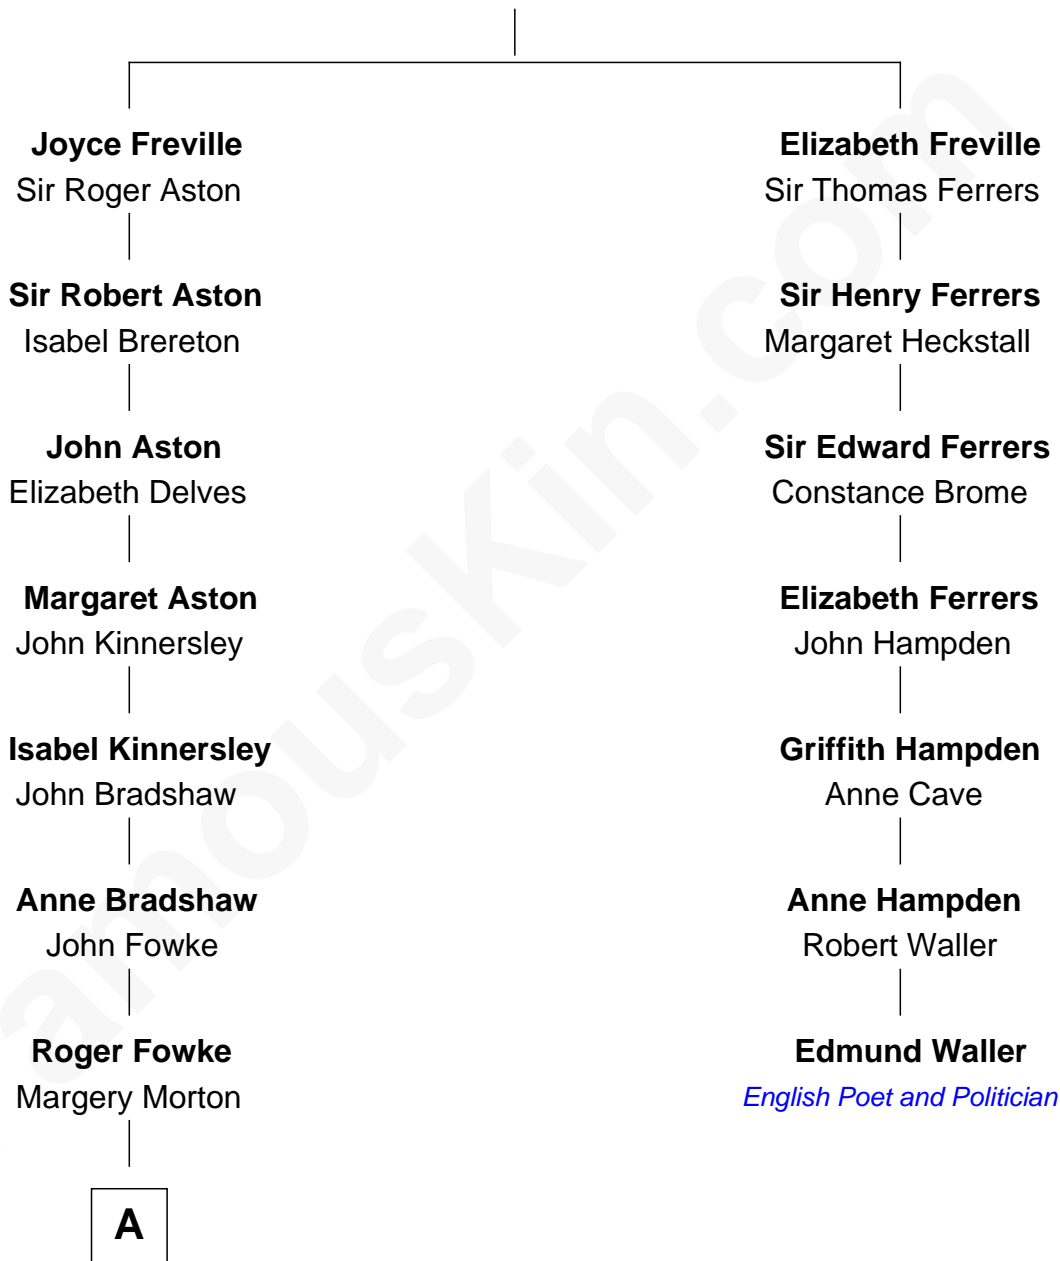 Joyce Freville
Sir Roger Aston
Elizabeth Freville
Sir Thomas Ferrers
Sir Robert Aston
Isabel Brereton
Sir Henry Ferrers
Margaret Heckstall
John Aston
Elizabeth Delves
Sir Edward Ferrers
Constance Brome
Margaret Aston
John Kinnersley
Elizabeth Ferrers
John Hampden
Isabel Kinnersley
John Bradshaw
Griffith Hampden
Anne Cave
Anne Bradshaw
John Fowke
Anne Hampden
Robert Waller
Roger Fowke
Margery Morton
Edmund Waller
English Poet and Politician
A
amousKin.com